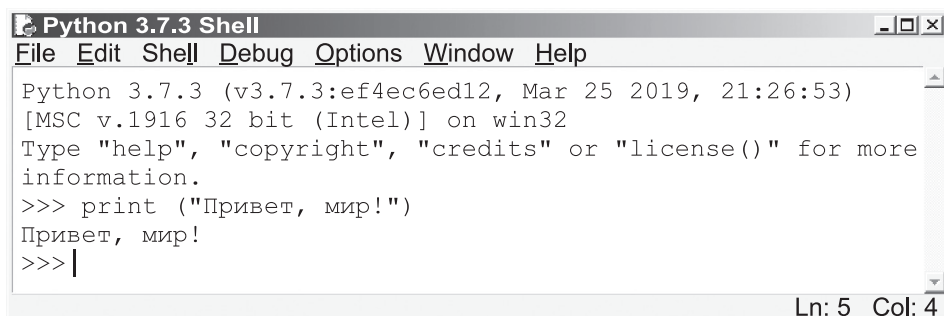 Python 3.7.3 Shell
File Edit Shell Debug Options Window Help
Python 3.7.3 (v3.7.3:ef4ec6ed12, Mar 25 2019, 21:26:53)
[MSC v.1916 32 bit (Intel)] on win32
Type "help", "copyright", "credits" or "license()" for more
information.
>>> print ("Привет, мир!")
Привет, мир!
>>>
Ln: 5 Col: 4